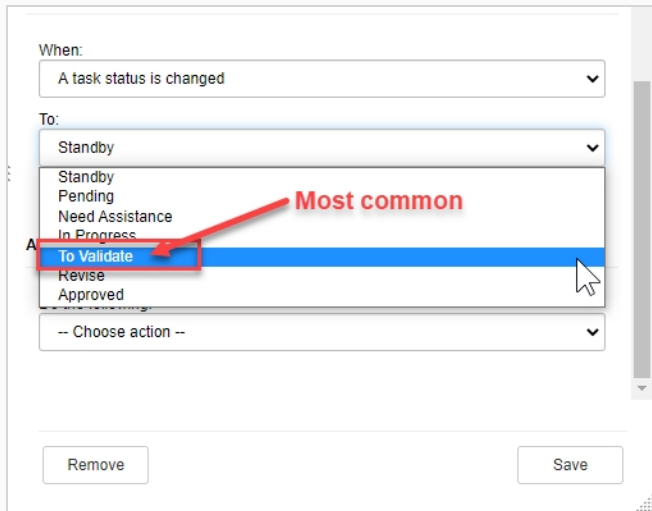 When:
A task status is changed
To:
Standby
Standby
Pending
Need Assistance
Most common
In Progress
A
To Validate
Revise
Approved
following:
-- Choose action --
Remove
Save